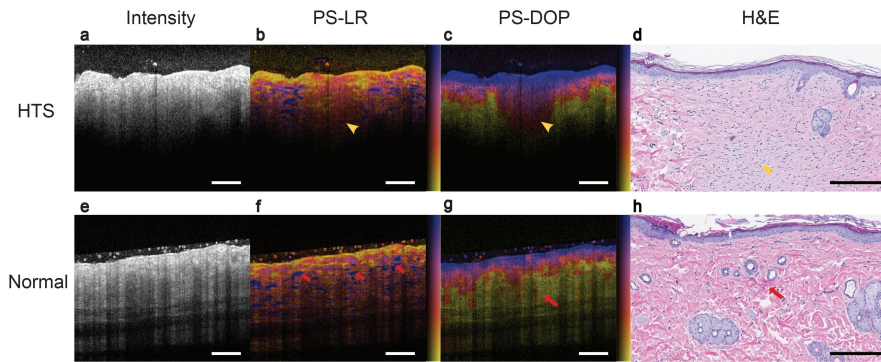 Intensity PS-LR PS-DOP H&E
a b c d
HTS
e f g h
Normal